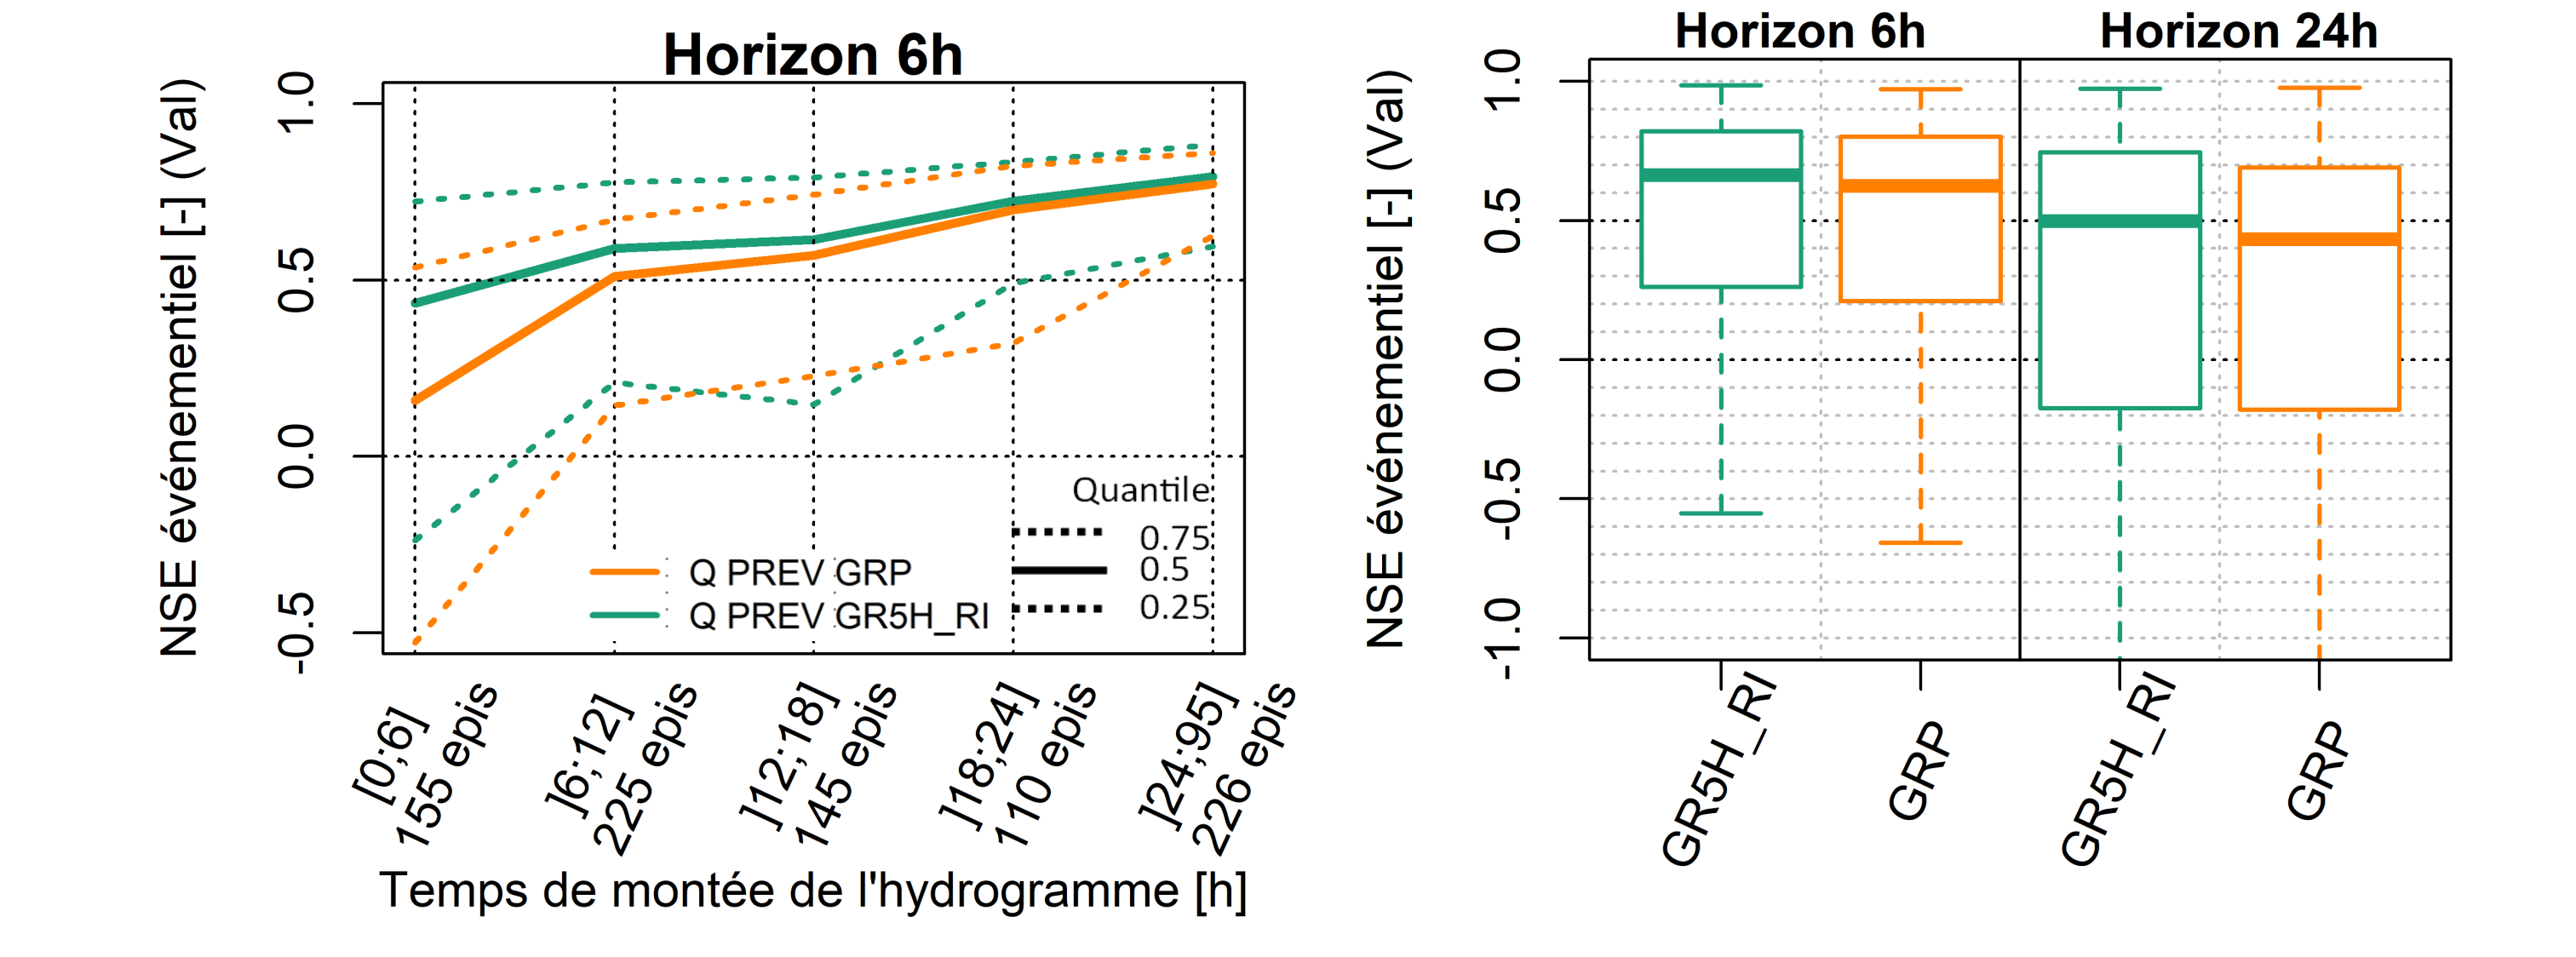 Horizon 6h
NSE événementiel [-] (Val)
1.0
0.5
0.0
-0.5
Quantile
0.75
0.5
0.25
Q PREV GRP
Q PREV GR5H_RI
[0;6]
155 epis
]6;12]
225 epis
]12;18]
145 epis
]18;24]
110 epis
]24;95]
226 epis
Temps de montée de l'hydrogramme [h]
Horizon 6h
Horizon 24h
NSE événementiel [-] (Val)
1.0
0.5
0.0
-0.5
-1.0
GR5H_RI
GRP
GR5H_RI
GRP